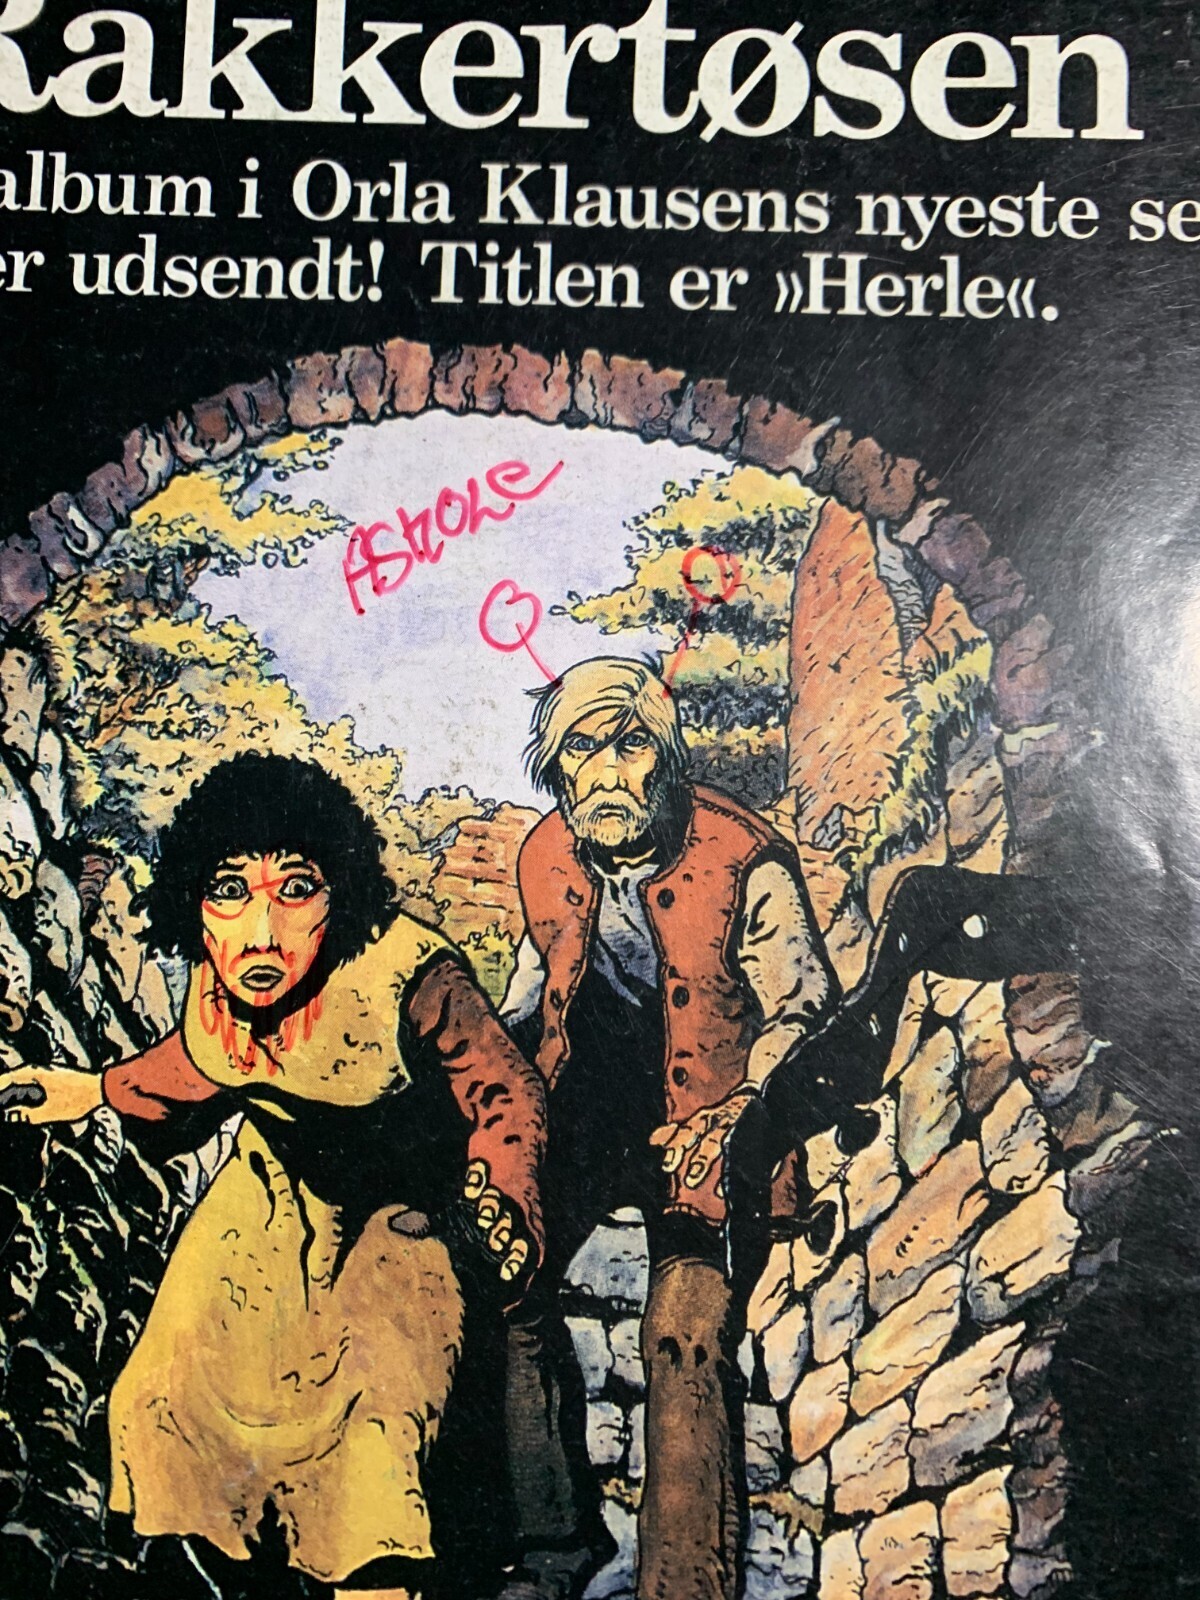 Rakkertøsen
album i Orla Klausens nyeste se
er udsendt! Titlen er »Herle«.
ASHOLE